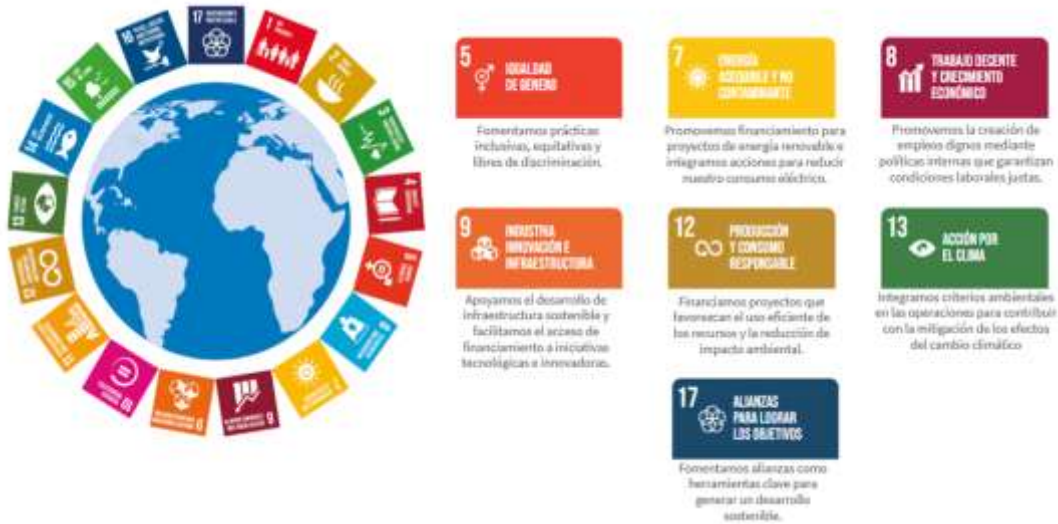 17
1
5
IGUALDAD
DE GENERO
Fomentamos prácticas
inclusivas, equitativas y
libres de discriminación.
7
ENERGÍA
ASEQUIBLE Y NO
CONTAMINANTE
Promovemos financiamiento para
proyectos de energía renovable e
integramos acciones para reducir
nuestro consumo eléctrico.
8
TRABAJO DECENTE
Y CRECIMIENTO
ECONÓMICO
Promovemos la creación de
empleos dignos mediante
políticas internas que garantizan
condiciones laborales justas.
9
INDUSTRIA
INNOVACIÓN E
INFRAESTRUCTURA
Apoyamos el desarrollo de
infraestructura sostenible y
facilitamos el acceso de
financiamiento a iniciativas
tecnológicas e innovadoras.
12
PRODUCCIÓN
Y CONSUMO
RESPONSABLE
Financiamos proyectos que
favorezcan el uso eficiente de
los recursos y la reducción de
impacto ambiental.
13
ACCIÓN POR
EL CLIMA
Integramos criterios ambientales
en las operaciones para contribuir
con la mitigación de los efectos
del cambio climático
17
ALIANZAS
PARA LOGRAR
LOS OBJETIVOS
Fomentamos alianzas como
herramientas clave para
generar un desarrollo
sostenible.